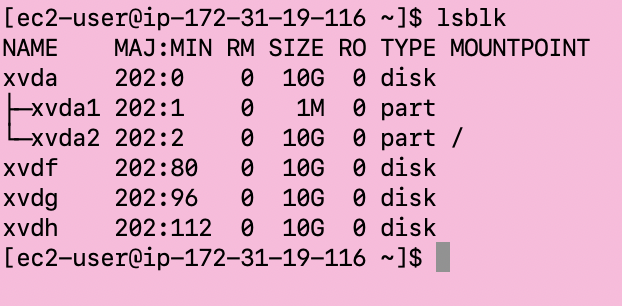 [ec2-user@ip-172-31-19-116 ~]$ lsblk
NAME    MAJ:MIN RM SIZE RO TYPE MOUNTPOINT
xvda    202:0    0  10G  0 disk
├─xvda1 202:1    0   1M  0 part
└─xvda2 202:2    0  10G  0 part /
xvdf    202:80   0  10G  0 disk
xvdg    202:96   0  10G  0 disk
xvdh    202:112  0  10G  0 disk
[ec2-user@ip-172-31-19-116 ~]$